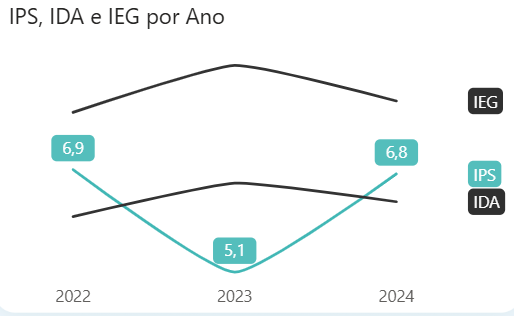 IPS, IDA e IEG por Ano
IEG
6,9
6,8
IPS
IDA
5,1
2022
2023
2024